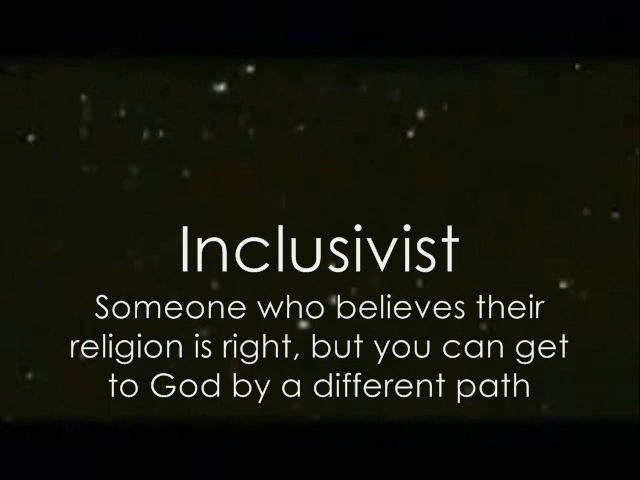 Inclusivist
Someone who believes their
religion is right, but you can get
to God by a different path